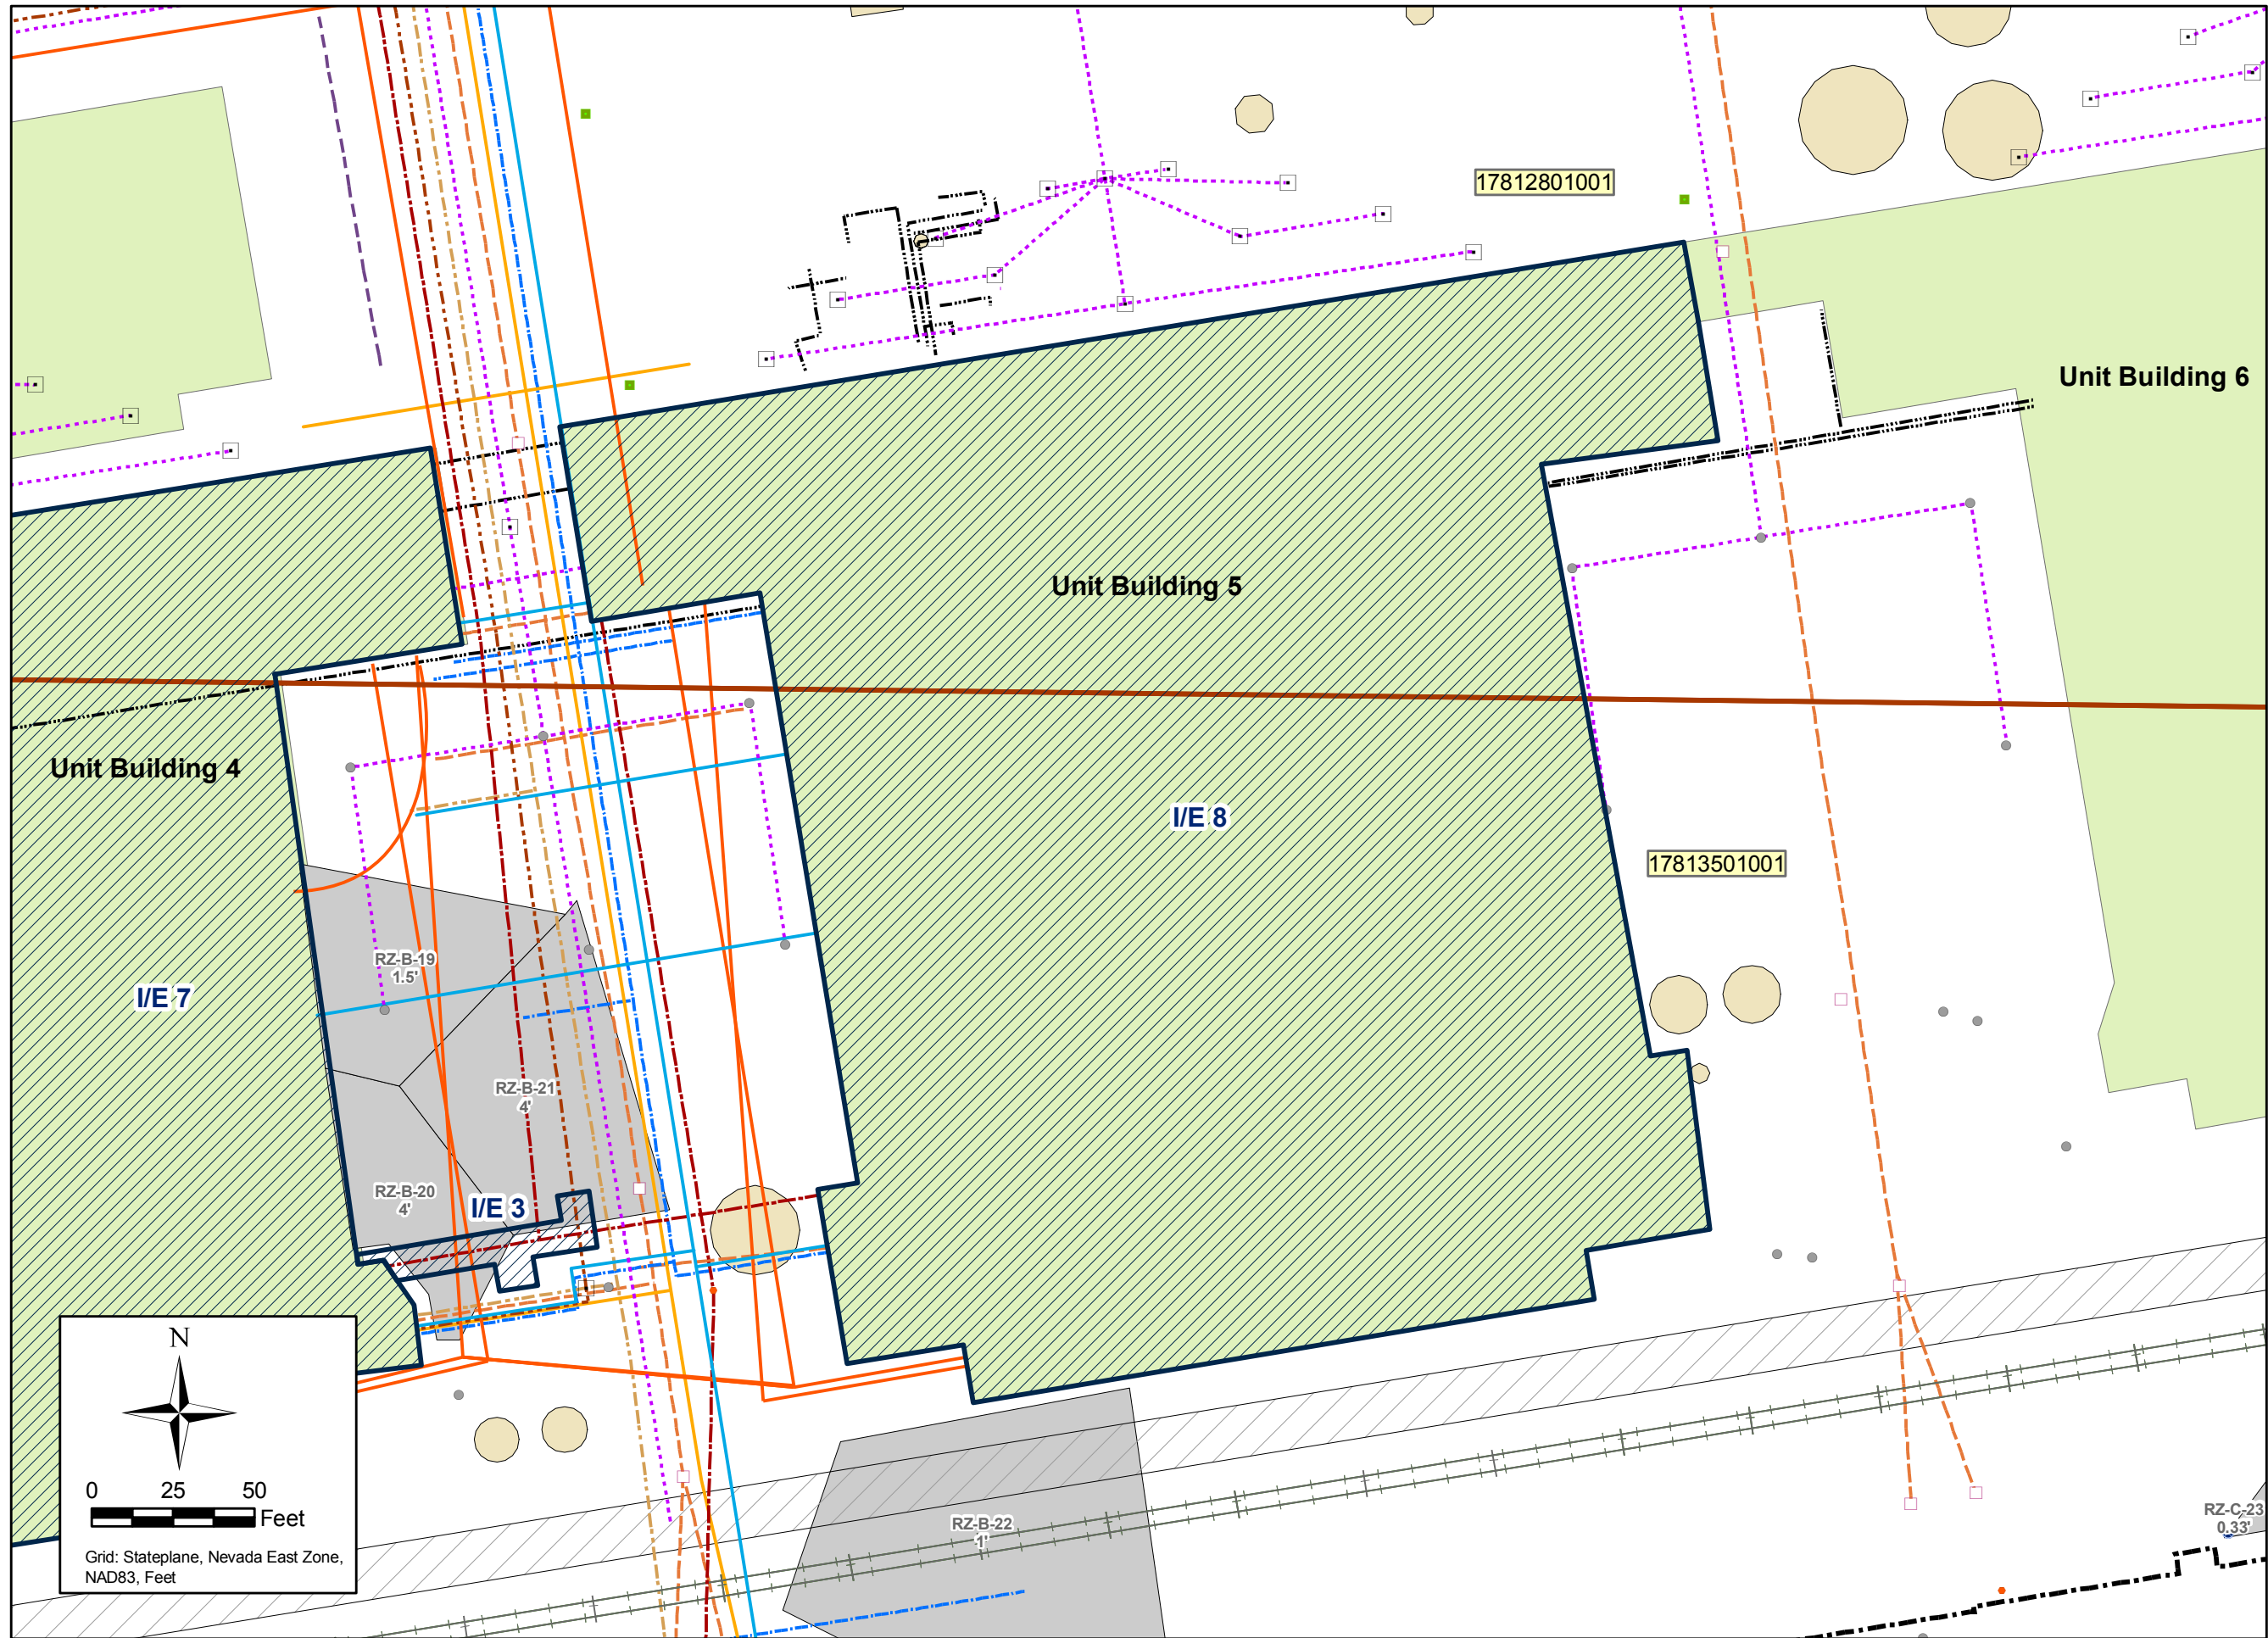 17812801001
Unit Building 6
Unit Building 5
Unit Building 4
I/E 8
17813501001
RZ-B-19
1.5'
I/E 7
RZ-B-21
4'
RZ-B-20
4'
I/E 3
N
0 25 50
Feet
Grid: Stateplane, Nevada East Zone,
NAD83, Feet
RZ-B-22
1'
RZ-C-23
0.33'